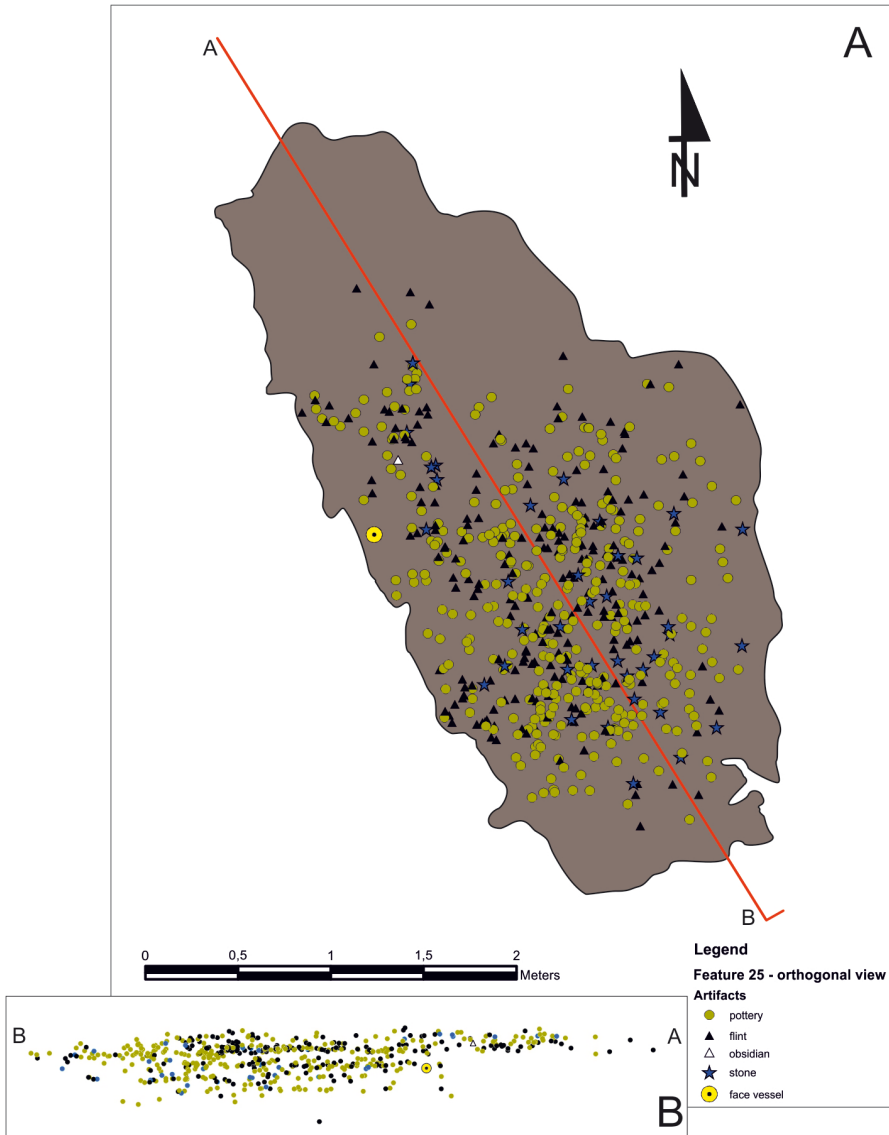 A
A
N
B
0 0,5 1 1,5 2
Meters
Legend
Feature 25 - orthogonal view
Artifacts
pottery
flint
obsidian
stone
face vessel
B
A
B